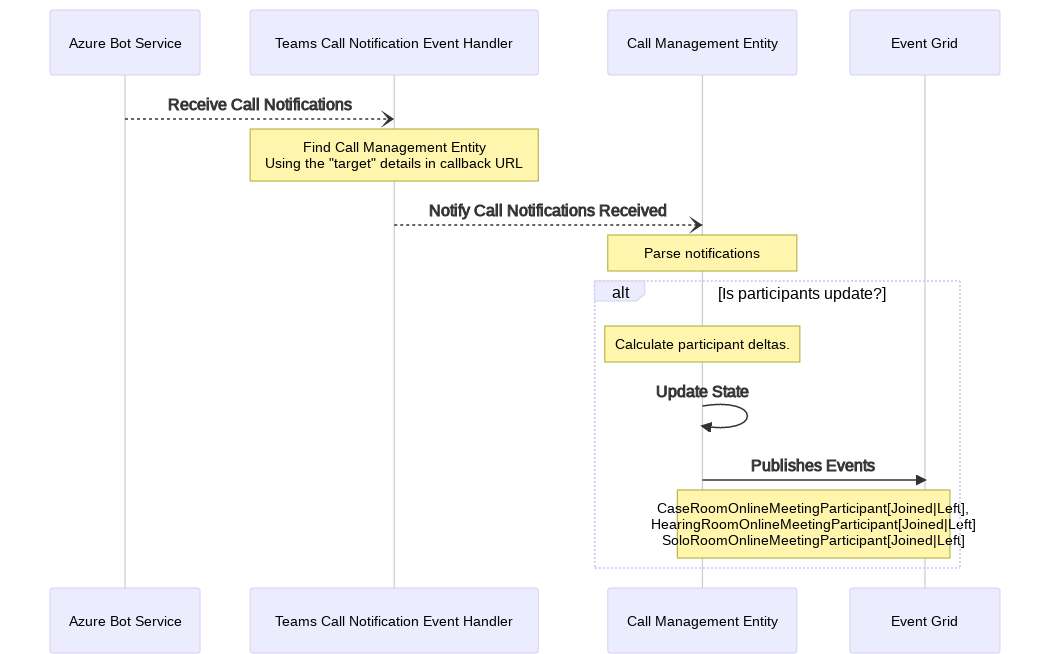 Azure Bot Service
Teams Call Notification Event Handler
Call Management Entity
Event Grid
Receive Call Notifications
Find Call Management Entity
Using the "target" details in callback URL
Notify Call Notifications Received
Parse notifications
alt
[Is participants update?]
Calculate participant deltas.
Update State
Publishes Events
CaseRoomOnlineMeetingParticipant[Joined|Left],
HearingRoomOnlineMeetingParticipant[Joined|Left]
SoloRoomOnlineMeetingParticipant[Joined|Left]
Azure Bot Service
Teams Call Notification Event Handler
Call Management Entity
Event Grid